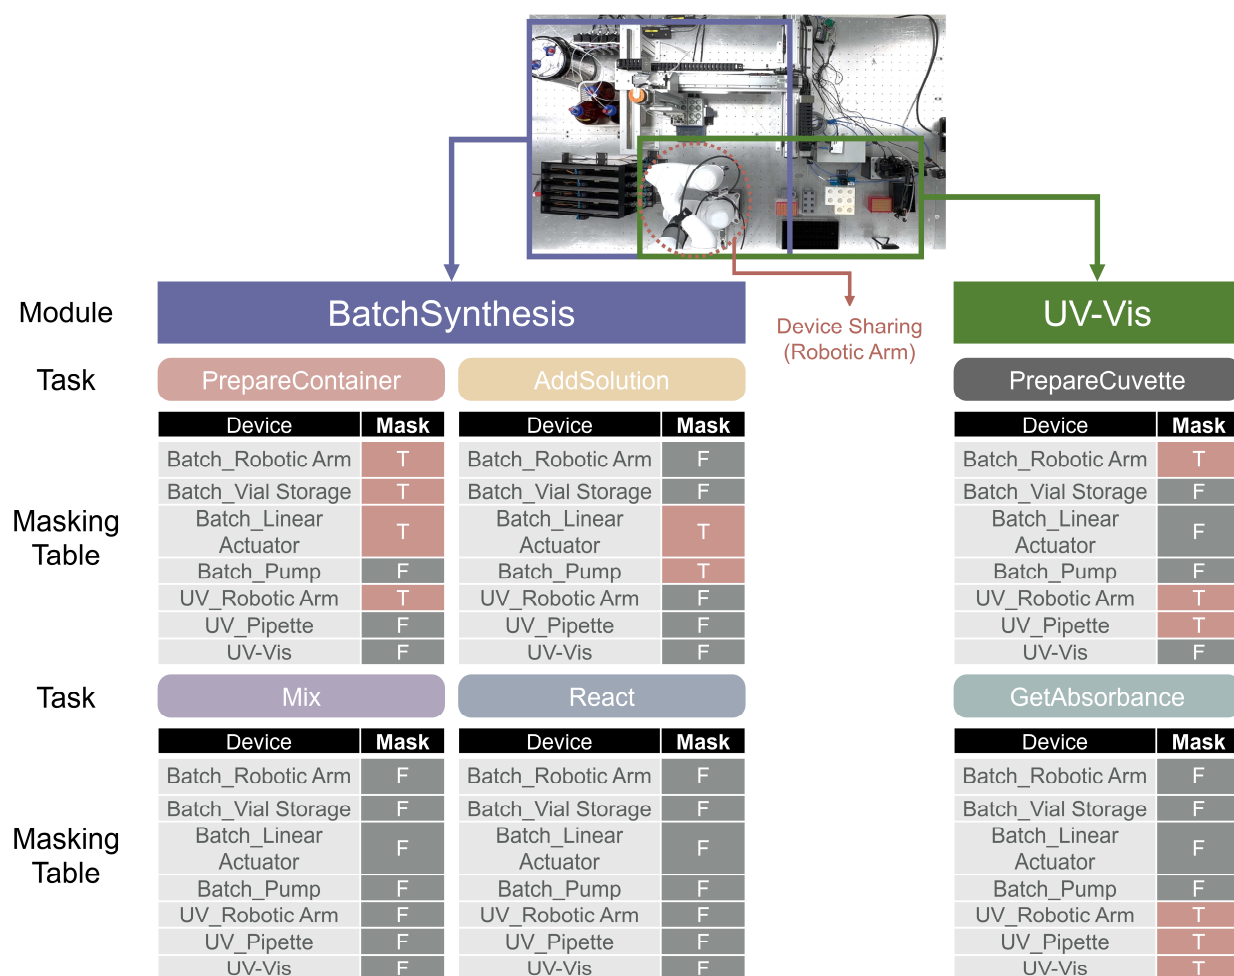 Module
BatchSynthesis
Device Sharing
(Robotic Arm)
UV-Vis
Task
PrepareContainer
AddSolution
PrepareCuvette
Masking
Table
Device Mask
Batch_Robotic Arm T
Batch_Vial Storage T
Batch_Linear
Actuator T
Batch_Pump F
UV_Robotic Arm T
UV_Pipette F
UV-Vis F
Device Mask
Batch_Robotic Arm F
Batch_Vial Storage F
Batch_Linear
Actuator T
Batch_Pump T
UV_Robotic Arm F
UV_Pipette F
UV-Vis F
Device Mask
Batch_Robotic Arm T
Batch_Vial Storage F
Batch_Linear
Actuator F
Batch_Pump F
UV_Robotic Arm T
UV_Pipette T
UV-Vis F
Task
Mix
React
GetAbsorbance
Masking
Table
Device Mask
Batch_Robotic Arm F
Batch_Vial Storage F
Batch_Linear
Actuator F
Batch_Pump F
UV_Robotic Arm F
UV_Pipette F
UV-Vis F
Device Mask
Batch_Robotic Arm F
Batch_Vial Storage F
Batch_Linear
Actuator F
Batch_Pump F
UV_Robotic Arm F
UV_Pipette F
UV-Vis F
Device Mask
Batch_Robotic Arm F
Batch_Vial Storage F
Batch_Linear
Actuator F
Batch_Pump F
UV_Robotic Arm T
UV_Pipette T
UV-Vis T